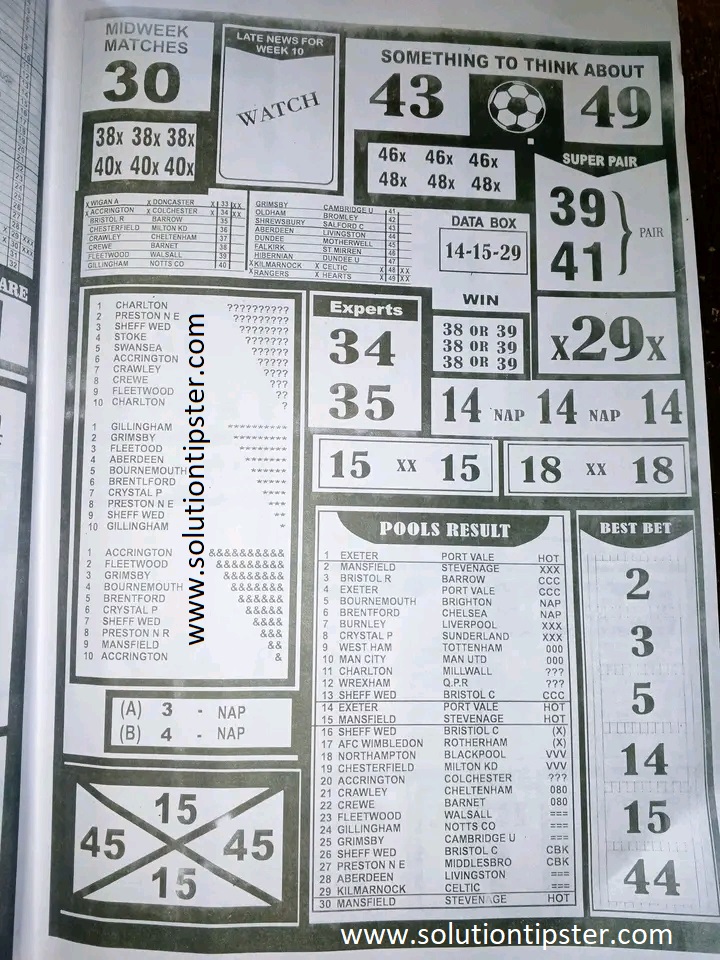 MIDWEEK
MATCHES
30
LATE NEWS FOR
WEEK 10
WATCH
SOMETHING TO THINK ABOUT
43 49
38x 38x 38x
40x 40x 40x
46x 46x 46x
48x 48x 48x
SUPER PAIR
39
41
PAIR
X WIGAN A X DONCASTER X 33 XX
X ACCRINGTON X COLCHESTER X 34 XX
BRISTOL R BARROW 35
CHESTERFIELD MILTON KD 36
CRAWLEY CHELTENHAM 37
CREWE BARNET 38
FLEETWOOD WALSALL 39
GILLINGHAM NOTTS CO 40
GRIMSBY CAMBRIDGE U 41
OLDHAM BROMLEY 42
SHREWSBURY SALFORD C 43
ABERDEEN LIVINGSTON 44
DUNDEE MOTHERWELL 45
FALKIRK ST MIRREN 46
HIBERNIAN DUNDEE U 47
X KILMARNOCK X CELTIC X 48 XX
X RANGERS X HEARTS X 49 XX
DATA BOX
14-15-29
1 CHARLTON ??????????
2 PRESTON N E ?????????
3 SHEFF WED ????????
4 STOKE ???????
5 SWANSEA ??????
6 ACCRINGTON ?????
7 CRAWLEY ????
8 CREWE ???
9 FLEETWOOD ??
10 CHARLTON ?
1 GILLINGHAM **********
2 GRIMSBY *********
3 FLEETOOD ********
4 ABERDEEN *******
5 BOURNEMOUTH ******
6 BRENTLFORD *****
7 CRYSTAL P ****
8 PRESTON N E ***
9 SHEFF WED **
10 GILLINGHAM *
1 ACCRINGTON &&&&&&&&&&
2 FLEETWOOD &&&&&&&&&
3 GRIMSBY &&&&&&&&
4 BOURNEMOUTH &&&&&&&
5 BRENTFORD &&&&&&
6 CRYSTAL P &&&&&
7 SHEFF WED &&&&
8 PRESTON N R &&&
9 MANSFIELD &&
10 ACCRINGTON &
www.solutiontipster.com
Experts
34
35
WIN
38 OR 39
38 OR 39
38 OR 39
x29x
14 NAP 14 NAP 14
15 xx 15
18 xx 18
(A) 3 - NAP
(B) 4 - NAP
15
45 45
15
POOLS RESULT
1 EXETER PORT VALE HOT
2 MANSFIELD STEVENAGE XXX
3 BRISTOL R BARROW CCC
4 EXETER PORT VALE CCC
5 BOURNEMOUTH BRIGHTON NAP
6 BRENTFORD CHELSEA NAP
7 BURNLEY LIVERPOOL XXX
8 CRYSTAL P SUNDERLAND XXX
9 WEST HAM TOTTENHAM 000
10 MAN CITY MAN UTD 000
11 CHARLTON MILLWALL ???
12 WREXHAM Q.P.R ???
13 SHEFF WED BRISTOL C CCC
14 EXETER PORT VALE HOT
15 MANSFIELD STEVENAGE HOT
16 SHEFF WED BRISTIOL C (X)
17 AFC WIMBLEDON ROTHERHAM (X)
18 NORTHAMPTON BLACKPOOL VVV
19 CHESTERFIELD MILTON KD VVV
20 ACCRINGTON COLCHESTER ???
21 CRAWLEY CHELTENHAM 080
22 CREWE BARNET 080
23 FLEETWOOD WALSALL ===
24 GILLINGHAM NOTTS CO ===
25 GRIMSBY CAMBRIDGE U ===
26 SHEFF WED BRISTOL C CBK
27 PRESTON N E MIDDLESBRO CBK
28 ABERDEEN LIVINGSTON ===
29 KILMARNOCK CELTIC ===
30 MANSFIELD STEVENAGE HOT
BEST BET
2
3
5
14
15
44
www.solutiontipster.com